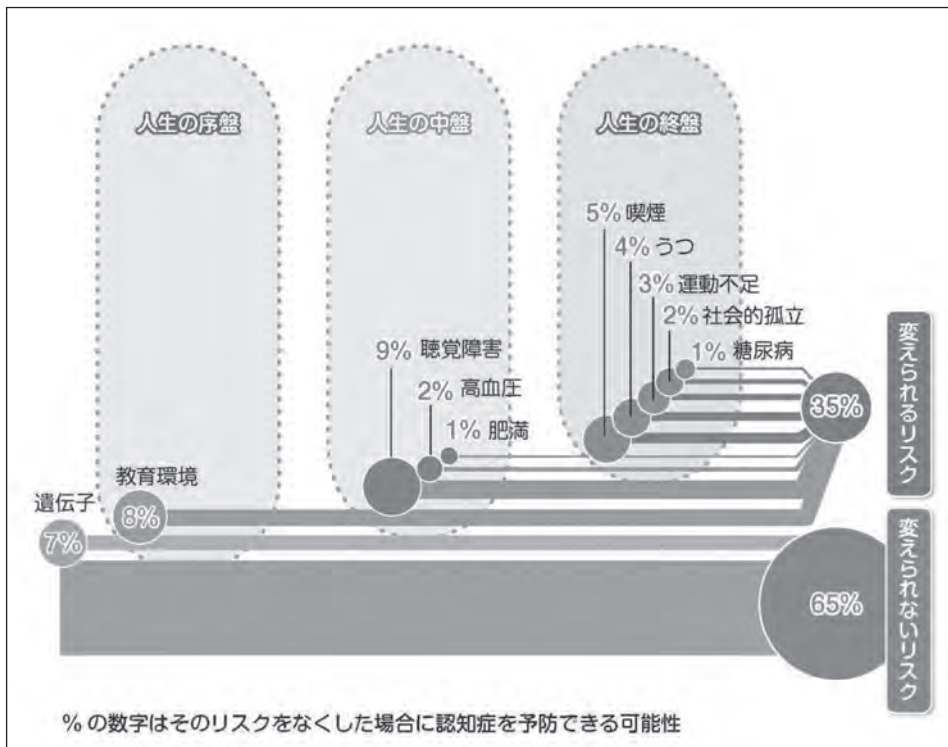 人生の序盤
人生の中盤
人生の終盤
5% 喫煙
4% うつ
3% 運動不足
2% 社会的孤立
1% 糖尿病
9% 聴覚障害
2% 高血圧
1% 肥満
35%
変えられるリスク
教育環境
8%
遺伝子
7%
65%
変えられないリスク
% の数字はそのリスクをなくした場合に認知症を予防できる可能性